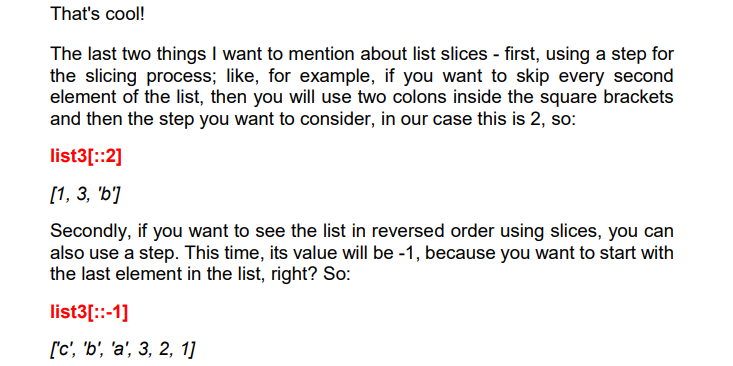 That's cool!
The last two things I want to mention about list slices - first, using a step for
the slicing process; like, for example, if you want to skip every second
element of the list, then you will use two colons inside the square brackets
and then the step you want to consider, in our case this is 2, so:
list3[::2]
[1, 3, 'b']
Secondly, if you want to see the list in reversed order using slices, you can
also use a step. This time, its value will be -1, because you want to start with
the last element in the list, right? So:
list3[::-1]
['c', 'b', 'a', 3, 2, 1]